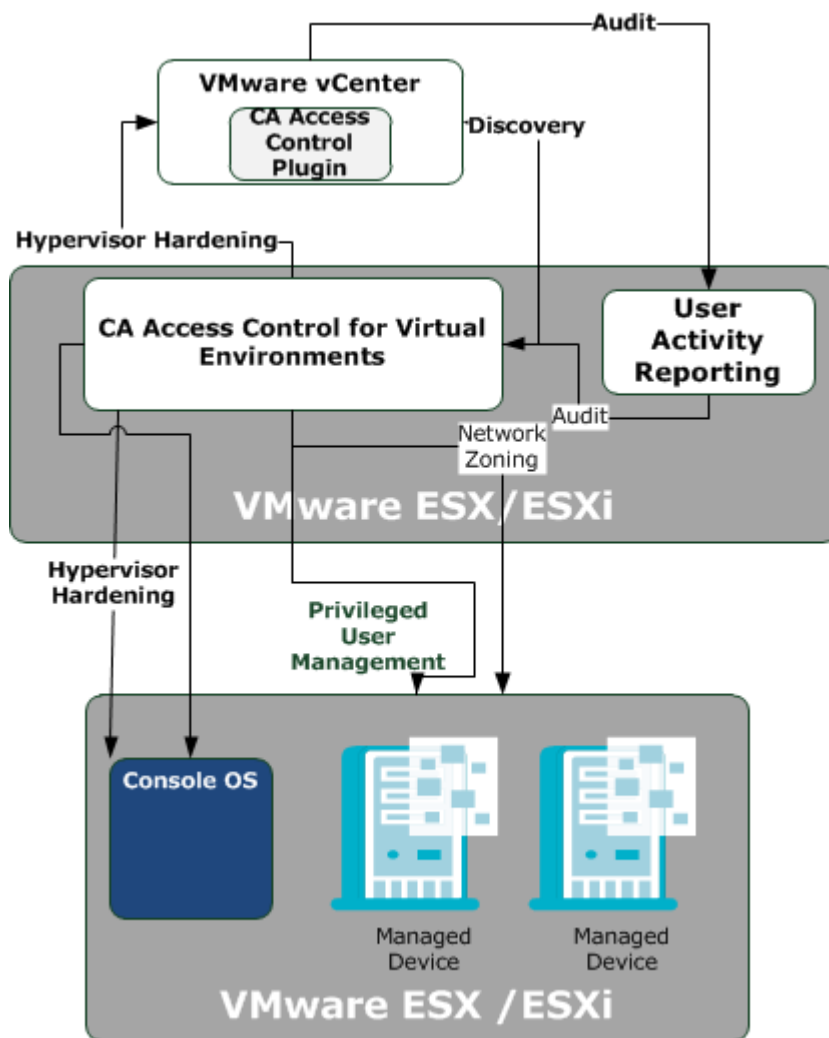 Audit
VMware vCenter
CA Access
Control
Plugin
Discovery
Hypervisor Hardening
CA Access Control for Virtual
Environments
User
Activity
Reporting
Audit
Network
Zoning
VMware ESX/ESXi
Hypervisor
Hardening
Privileged
User
Management
Console OS
Managed
Device
Managed
Device
VMware ESX /ESXi